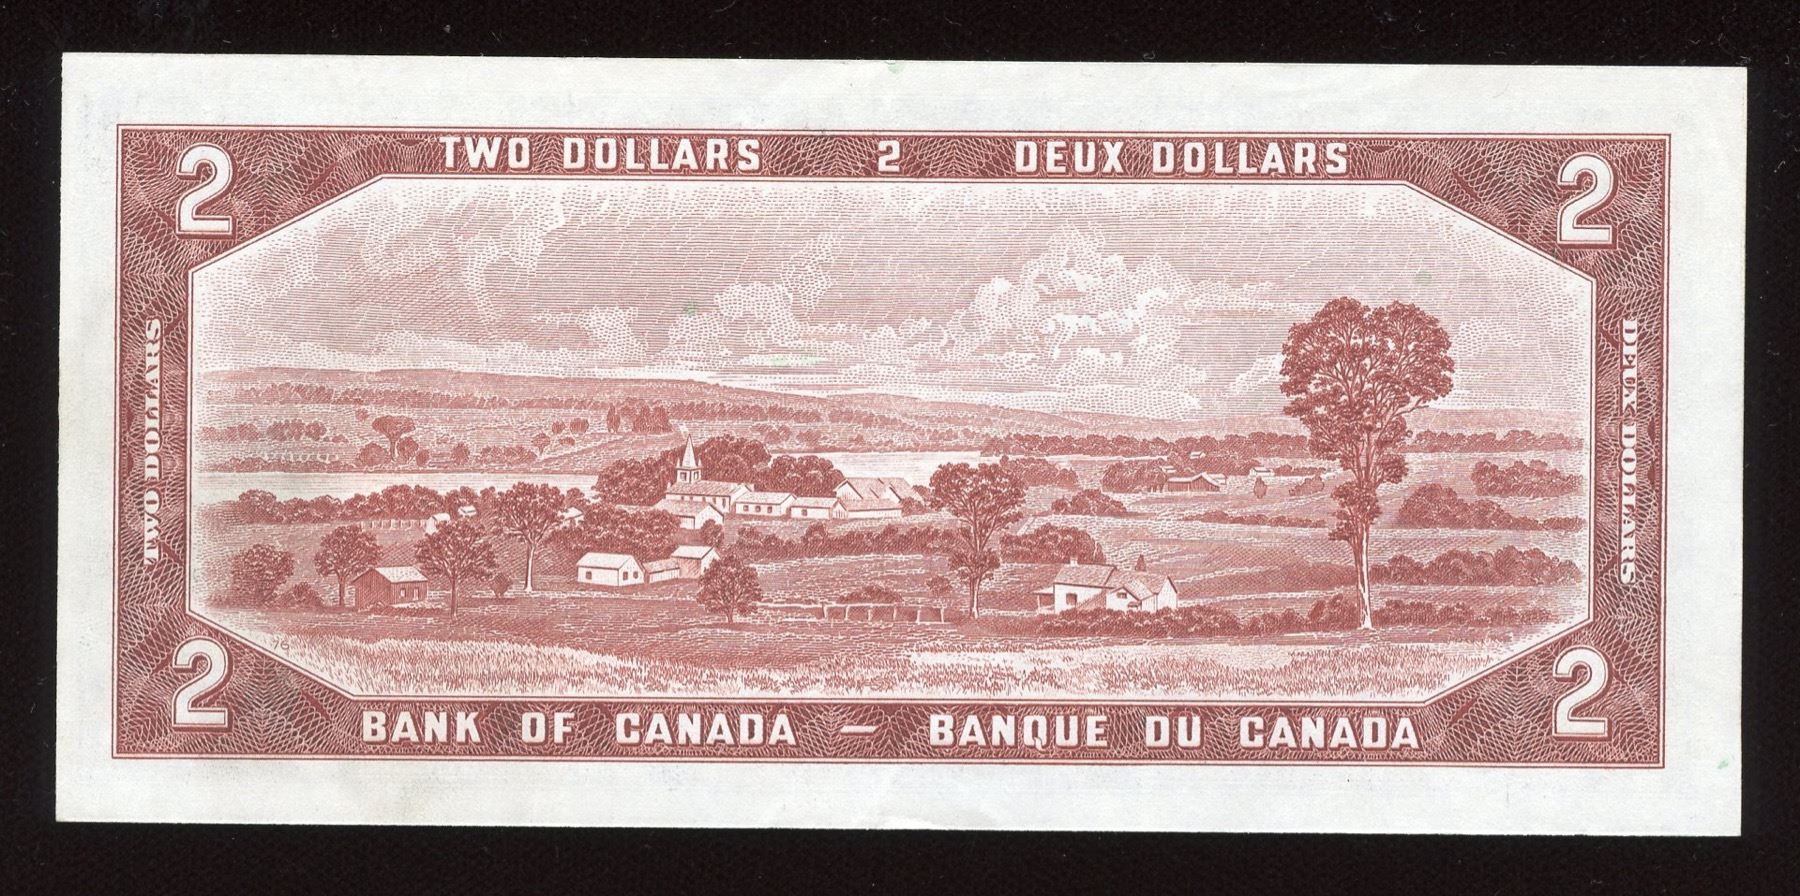 2 TWO DOLLARS 2 DEUX DOLLARS 2
TWO DOLLARS
DEUX DOLLARS
76
2 BANK OF CANADA — BANQUE DU CANADA 2